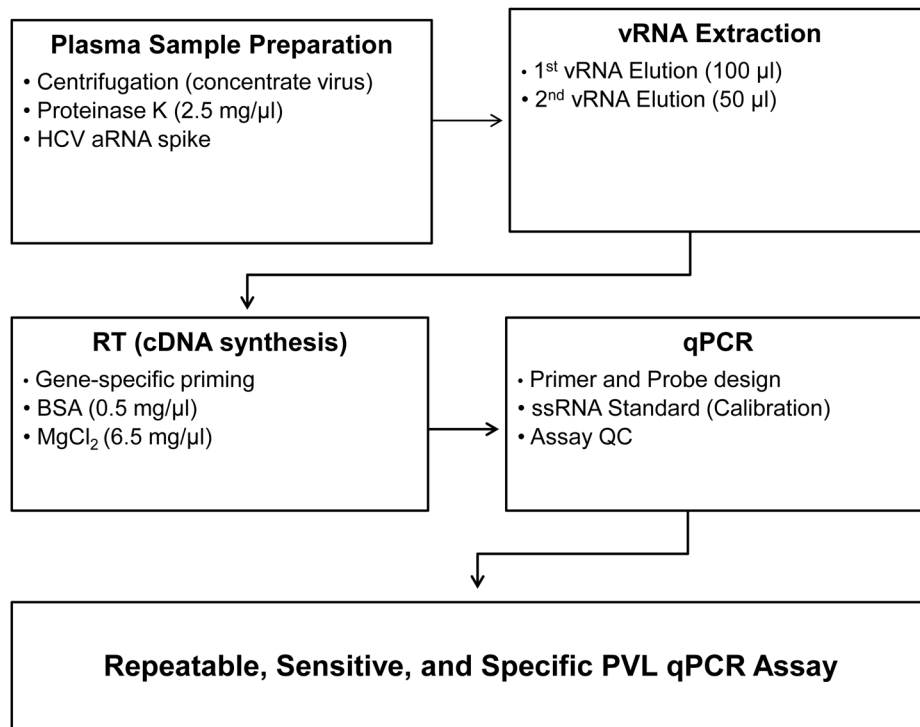 Plasma Sample Preparation
• Centrifugation (concentrate virus)
• Proteinase K (2.5 mg/µl)
• HCV aRNA spike
vRNA Extraction
• 1st vRNA Elution (100 µl)
• 2nd vRNA Elution (50 µl)
RT (cDNA synthesis)
• Gene-specific priming
• BSA (0.5 mg/µl)
• MgCl2 (6.5 mg/µl)
qPCR
• Primer and Probe design
• ssRNA Standard (Calibration)
• Assay QC
Repeatable, Sensitive, and Specific PVL qPCR Assay